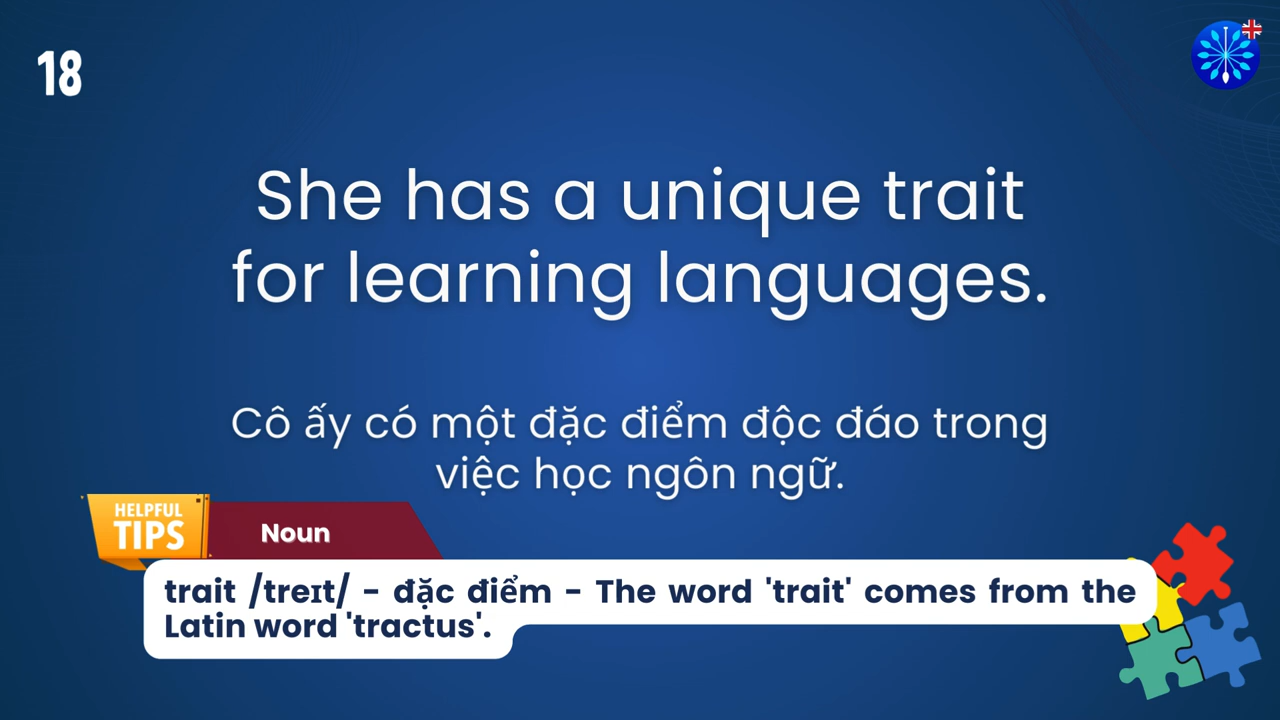 18
She has a unique trait
for learning languages.
Cô ấy có một đặc điểm độc đáo trong
việc học ngôn ngữ.
HELPFUL
TIPS
Noun
trait /treɪt/ - đặc điểm - The word 'trait' comes from the
Latin word 'tractus'.